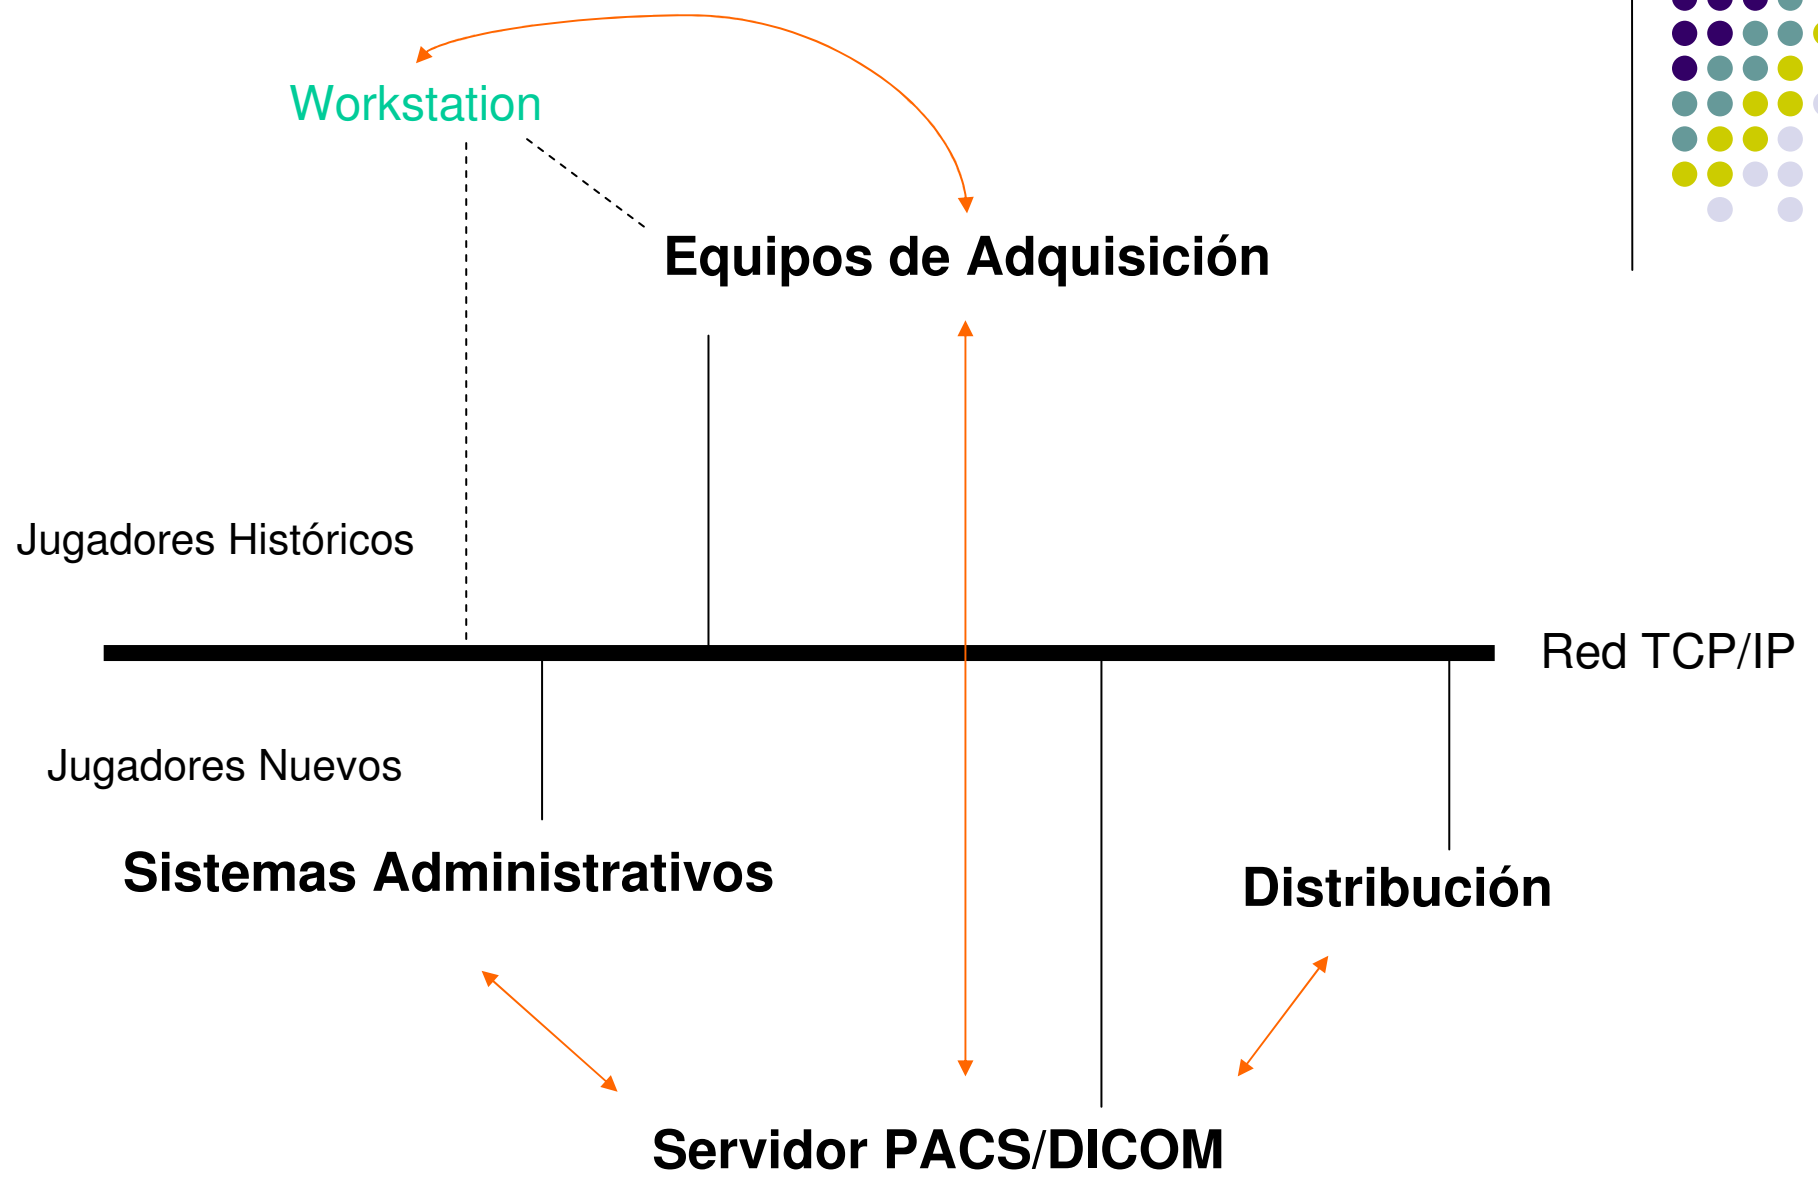 Workstation
Equipos de Adquisición
Jugadores Históricos
Red TCP/IP
Jugadores Nuevos
Sistemas Administrativos
Distribución
Servidor PACS/DICOM